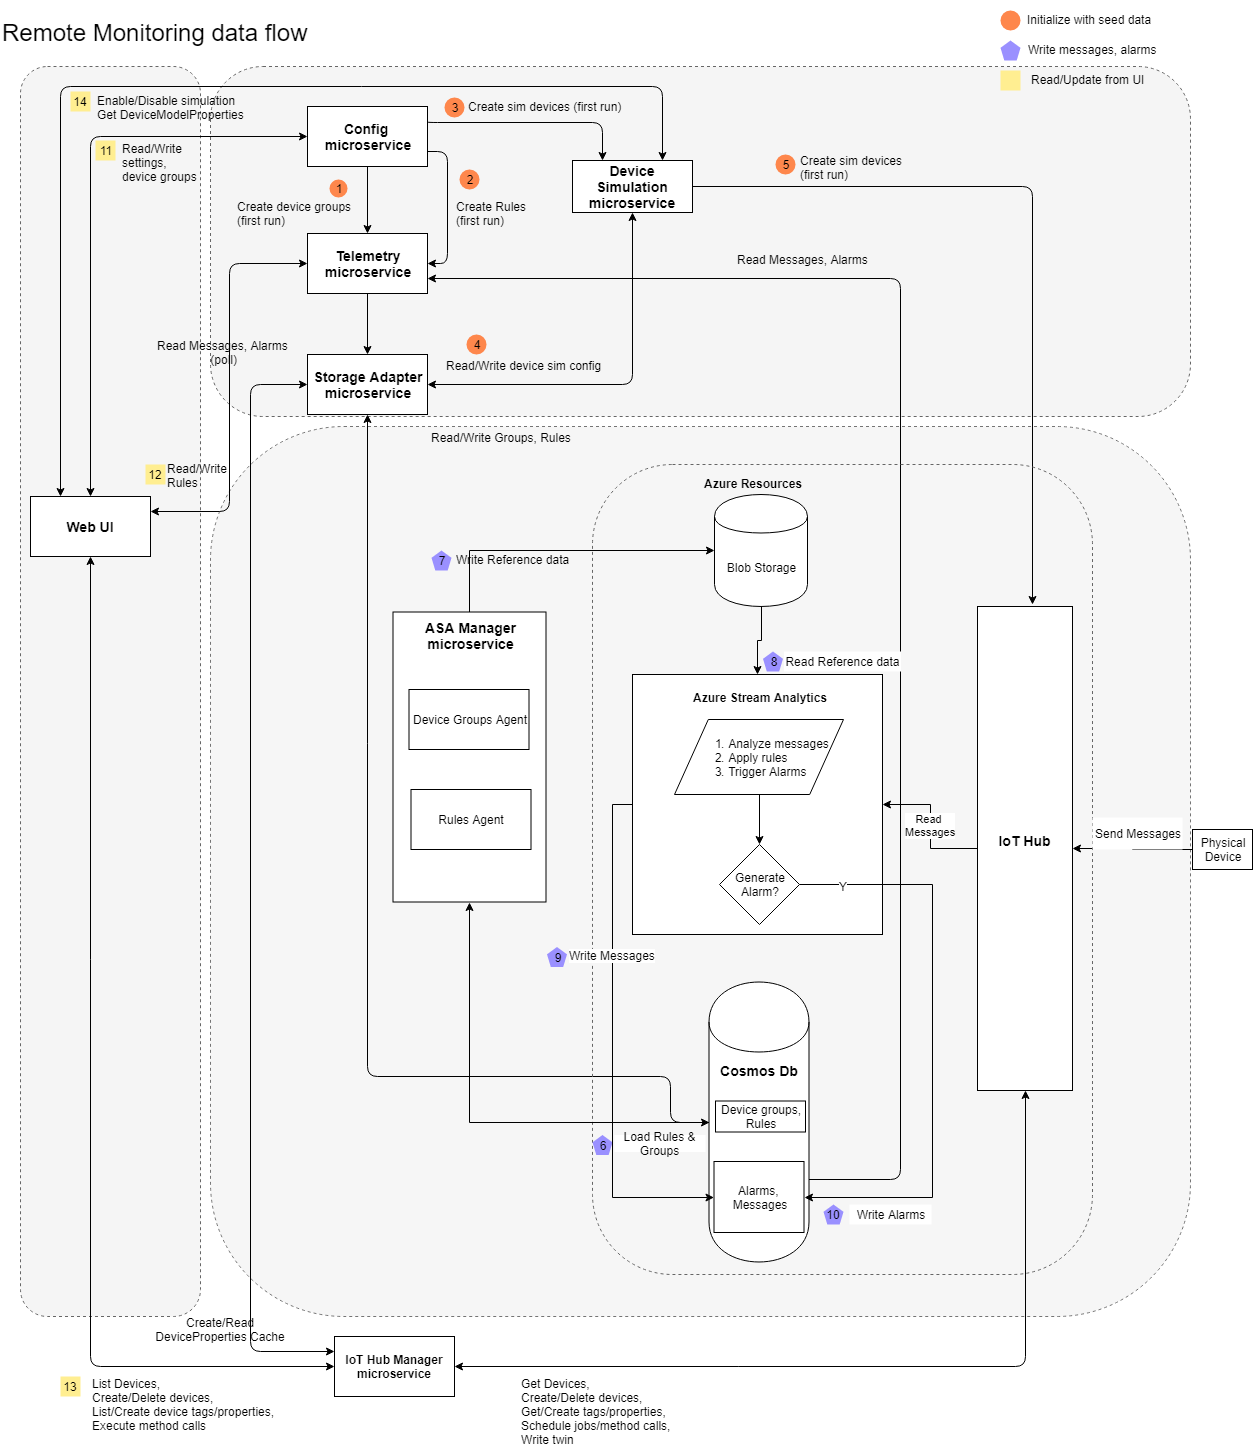 Remote Monitoring data flow
Initialize with seed data
Write messages, alarms
Read/Update from UI
14
Enable/Disable simulation
Get DeviceModelProperties
Config
microservice
3
Create sim devices (first run)
11
Read/Write
settings,
device groups
Device
Simulation
microservice
5
Create sim devices
(first run)
1
Create device groups
(first run)
2
Create Rules
(first run)
Telemetry
microservice
Read Messages, Alarms
Read Messages, Alarms
(poll)
4
Read/Write device sim config
Storage Adapter
microservice
Read/Write Groups, Rules
12
Read/Write
Rules
Web UI
Azure Resources
Blob Storage
7
Write Reference data
ASA Manager
microservice
Device Groups Agent
Rules Agent
8
Read Reference data
Azure Stream Analytics
1. Analyze messages
2. Apply rules
3. Trigger Alarms
Generate
Alarm?
Y
Read
Messages
IoT Hub
Send Messages
Physical
Device
9
Write Messages
Cosmos Db
Device groups,
Rules
6
Load Rules &
Groups
Alarms,
Messages
10
Write Alarms
Create/Read
DeviceProperties Cache
IoT Hub Manager
microservice
13
List Devices,
Create/Delete devices,
List/Create device tags/properties,
Execute method calls
Get Devices,
Create/Delete devices,
Get/Create tags/properties,
Schedule jobs/method calls,
Write twin